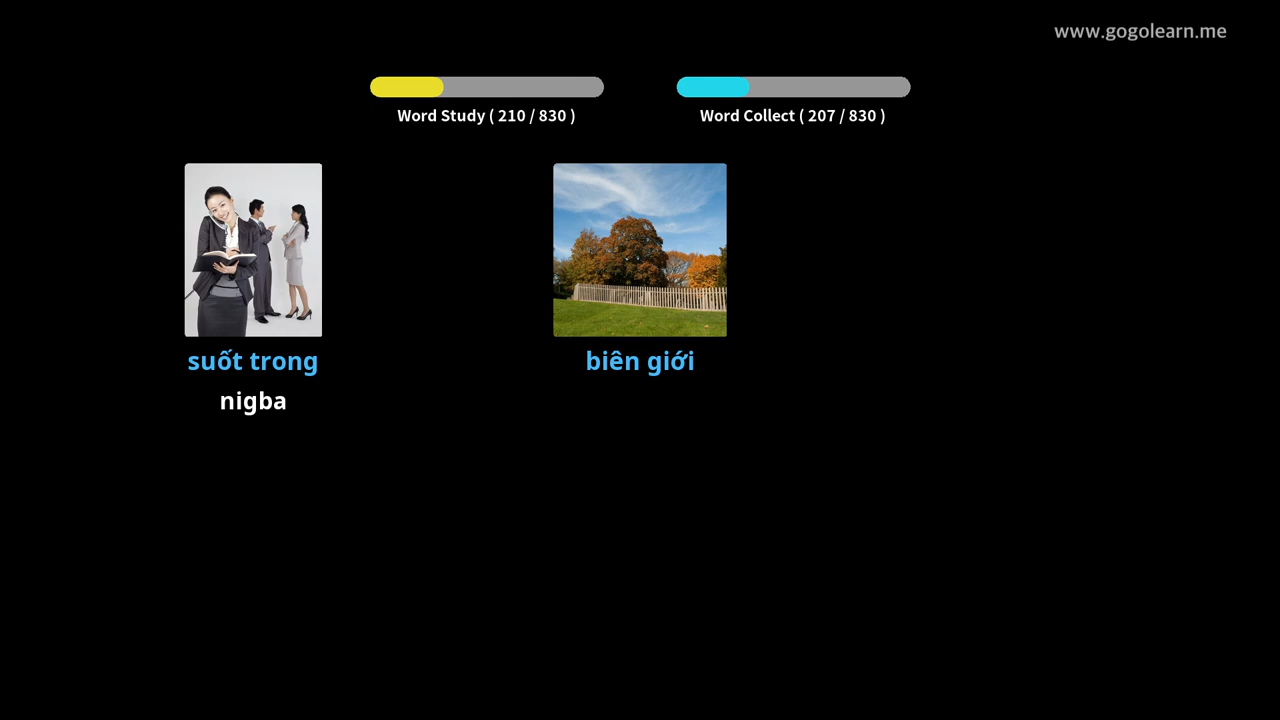 www.gogolearn.me
Word Study ( 210 / 830 )
Word Collect ( 207 / 830 )
suốt trong
nigba
biên giới